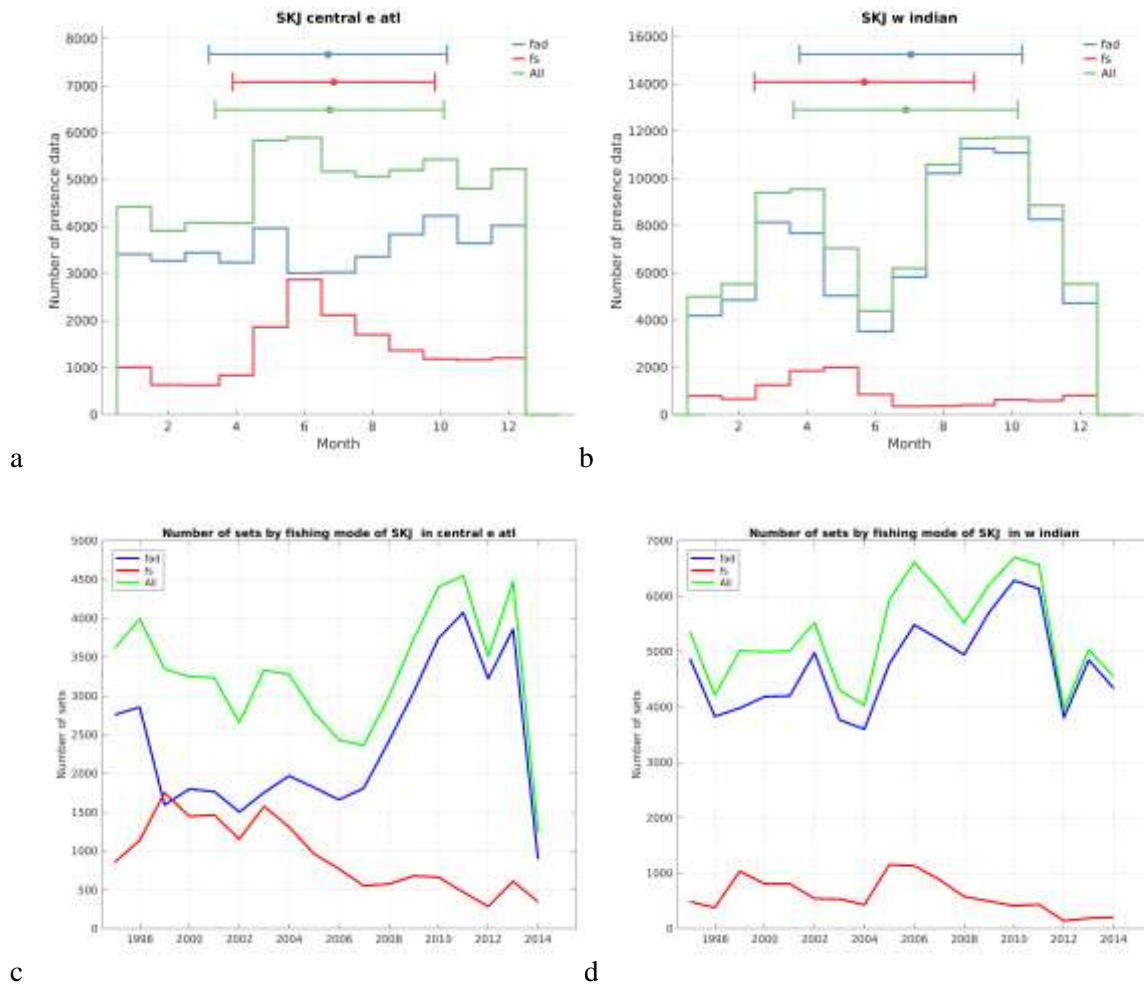 SKJ central e atl
8000
7000
6000
5000
4000
3000
2000
1000
0
Number of presence data
fad
fs
All
2 4 6 8 10 12
Month
a
SKJ w indian
16000
14000
12000
10000
8000
6000
4000
2000
0
Number of presence data
fad
fs
All
2 4 6 8 10 12
Month
b
Number of sets by fishing mode of SKJ in central e atl
5000
4500
4000
3500
3000
2500
2000
1500
1000
500
0
Number of sets
fad
fs
All
1998 2000 2002 2004 2006 2008 2010 2012 2014
c
Number of sets by fishing mode of SKJ in w indian
7000
6000
5000
4000
3000
2000
1000
0
Number of sets
fad
fs
All
1998 2000 2002 2004 2006 2008 2010 2012 2014
d